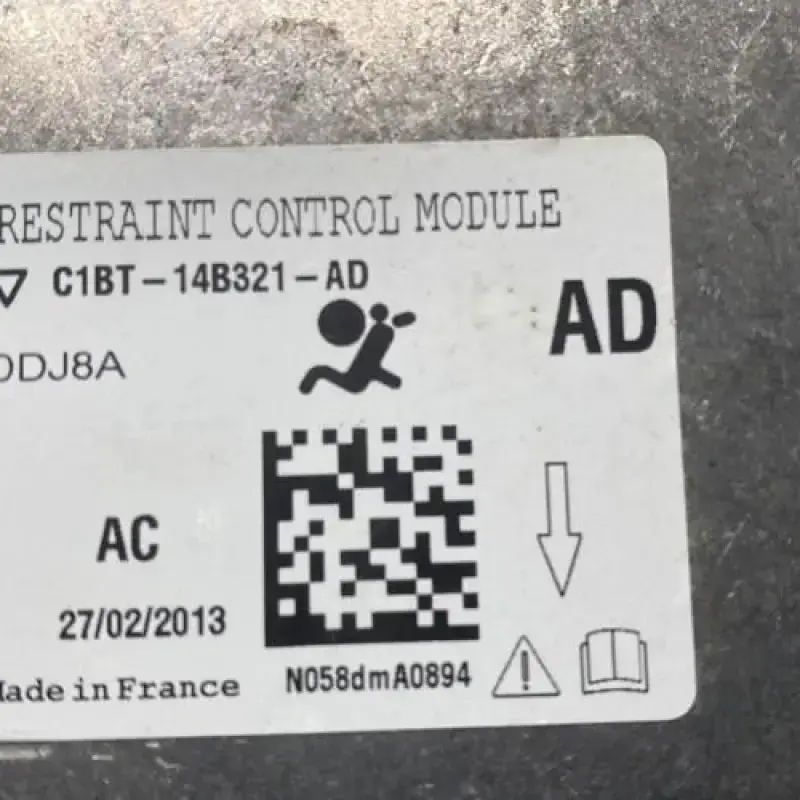 RESTRAINT CONTROL MODULE
C1BT-14B321-AD
AD
DDJ8A
AC
27/02/2013
Made in France
N058dmA0894